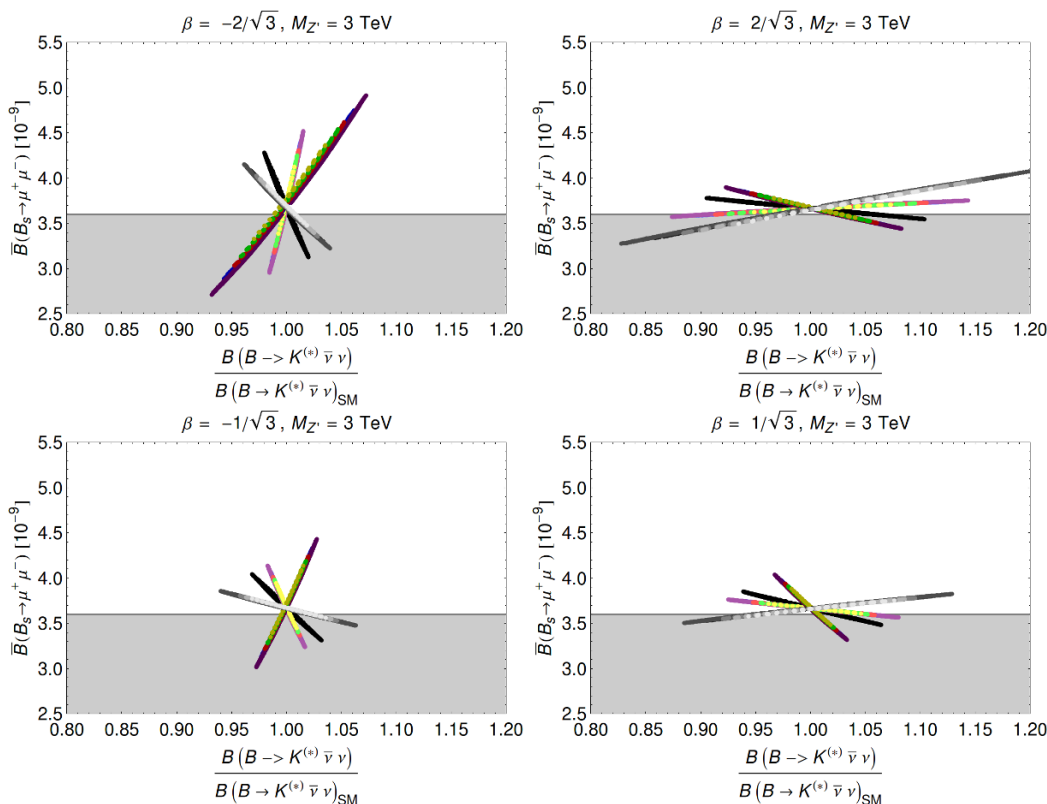 β = -2/√3 , M_Z' = 3 TeV
5.5
5.0
4.5
4.0
3.5
3.0
2.5
B̅(B_s→μ⁺ μ⁻) [10⁻⁹]
0.80 0.85 0.90 0.95 1.00 1.05 1.10 1.15 1.20
B (B -> K^(*) ν̅ ν)
B (B → K^(*) ν̅ ν)_SM
β = 2/√3 , M_Z' = 3 TeV
5.5
5.0
4.5
4.0
3.5
3.0
2.5
B̅(B_s→μ⁺ μ⁻) [10⁻⁹]
0.80 0.85 0.90 0.95 1.00 1.05 1.10 1.15 1.20
B (B -> K^(*) ν̅ ν)
B (B → K^(*) ν̅ ν)_SM
β = -1/√3 , M_Z' = 3 TeV
5.5
5.0
4.5
4.0
3.5
3.0
2.5
B̅(B_s→μ⁺ μ⁻) [10⁻⁹]
0.80 0.85 0.90 0.95 1.00 1.05 1.10 1.15 1.20
B (B -> K^(*) ν̅ ν)
B (B → K^(*) ν̅ ν)_SM
β = 1/√3 , M_Z' = 3 TeV
5.5
5.0
4.5
4.0
3.5
3.0
2.5
B̅(B_s→μ⁺ μ⁻) [10⁻⁹]
0.80 0.85 0.90 0.95 1.00 1.05 1.10 1.15 1.20
B (B -> K^(*) ν̅ ν)
B (B → K^(*) ν̅ ν)_SM